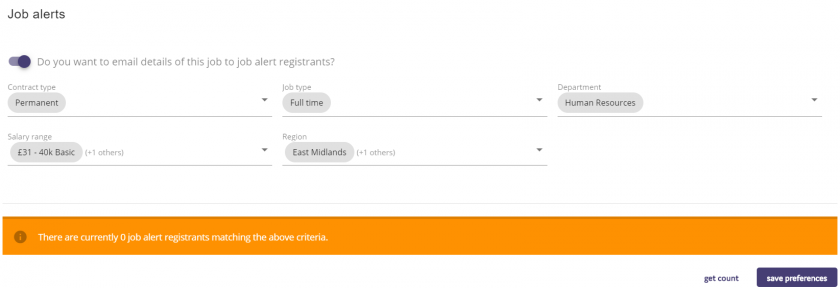 Job alerts
Do you want to email details of this job to job alert registrants?
Contract type Job type Department
Permanent Full time Human Resources
Salary range Region
£31 - 40k Basic (+1 others) East Midlands (+1 others)
There are currently 0 job alert registrants matching the above criteria.
get count save preferences